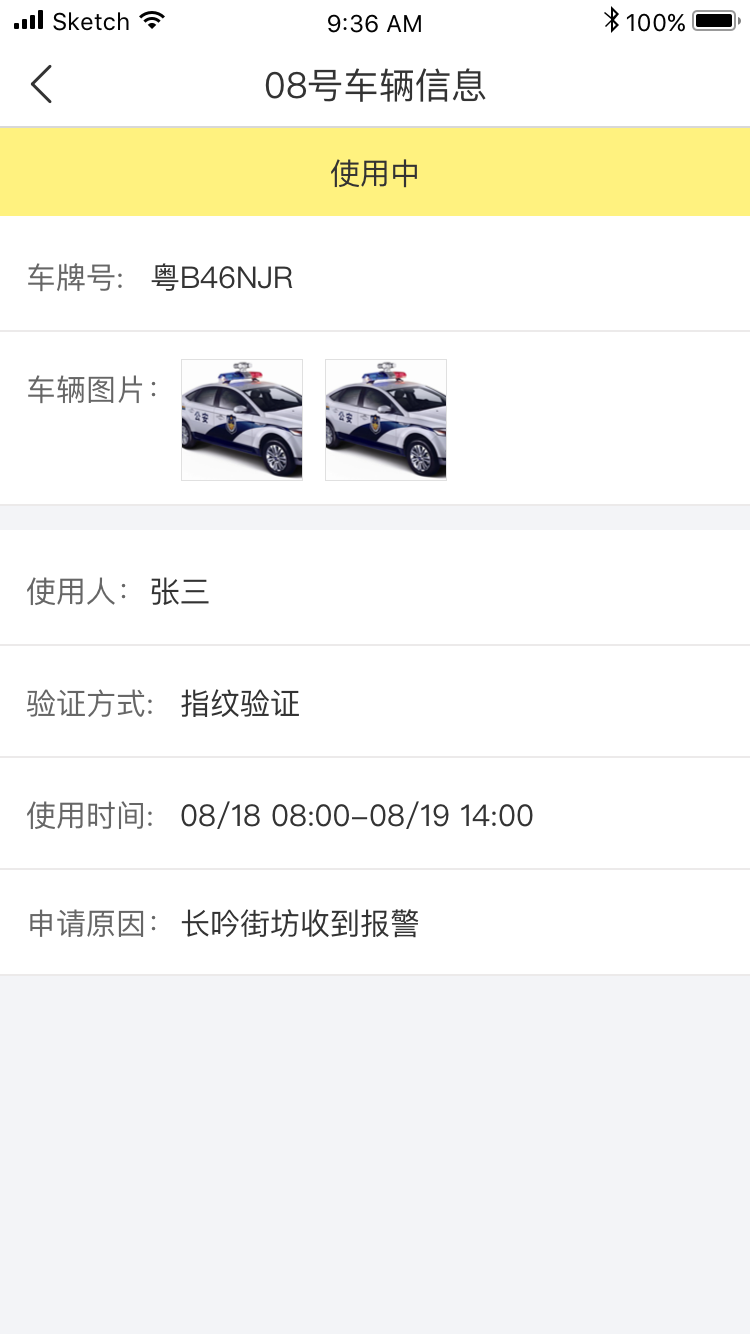 Sketch 9:36 AM 100%
08号车辆信息
使用中
车牌号: 粤B46NJR
车辆图片：
公安 公安
使用人： 张三
验证方式: 指纹验证
使用时间: 08/18 08:00–08/19 14:00
申请原因： 长吟街坊收到报警